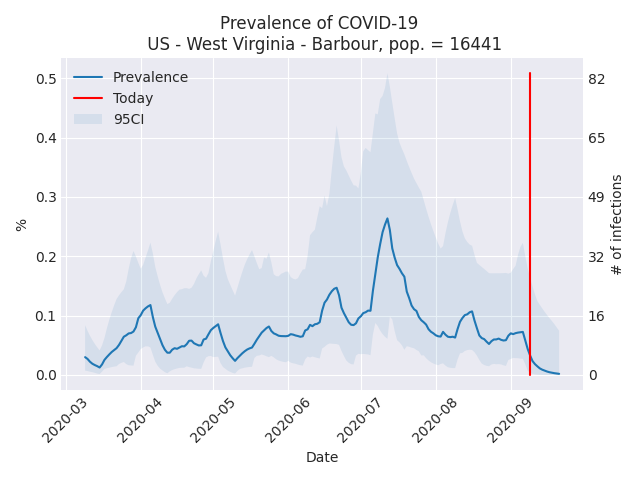 Prevalence of COVID-19
US - West Virginia - Barbour, pop. = 16441
Prevalence
Today
95CI
0.5
0.4
0.3
0.2
0.1
0.0
%
82
65
49
32
16
0
# of infections
2020-03
2020-04
2020-05
2020-06
2020-07
2020-08
2020-09
Date